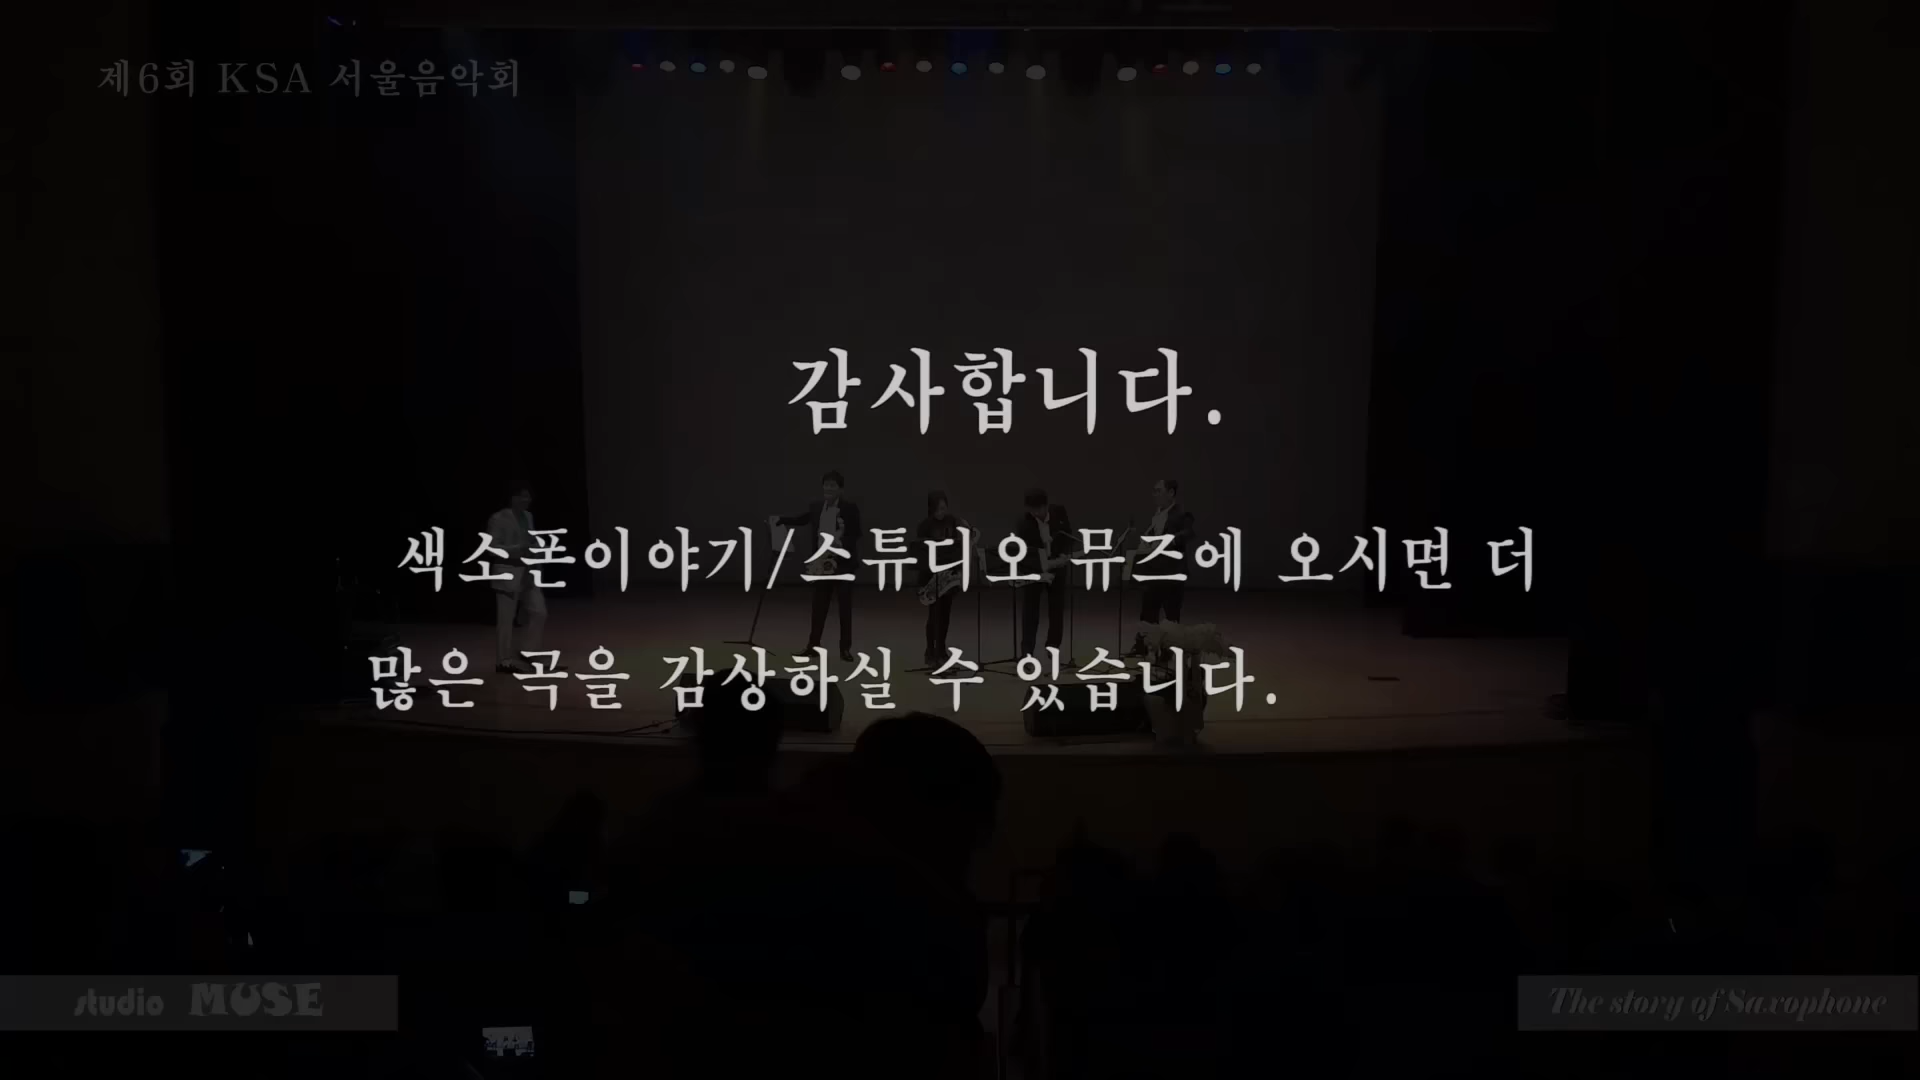 제6회 KSA 서울음악회
감사합니다.
색소폰이야기/스튜디오 뮤즈에 오시면 더
많은 곡을 감상하실 수 있습니다.
studio MUSE
The story of Saxophone